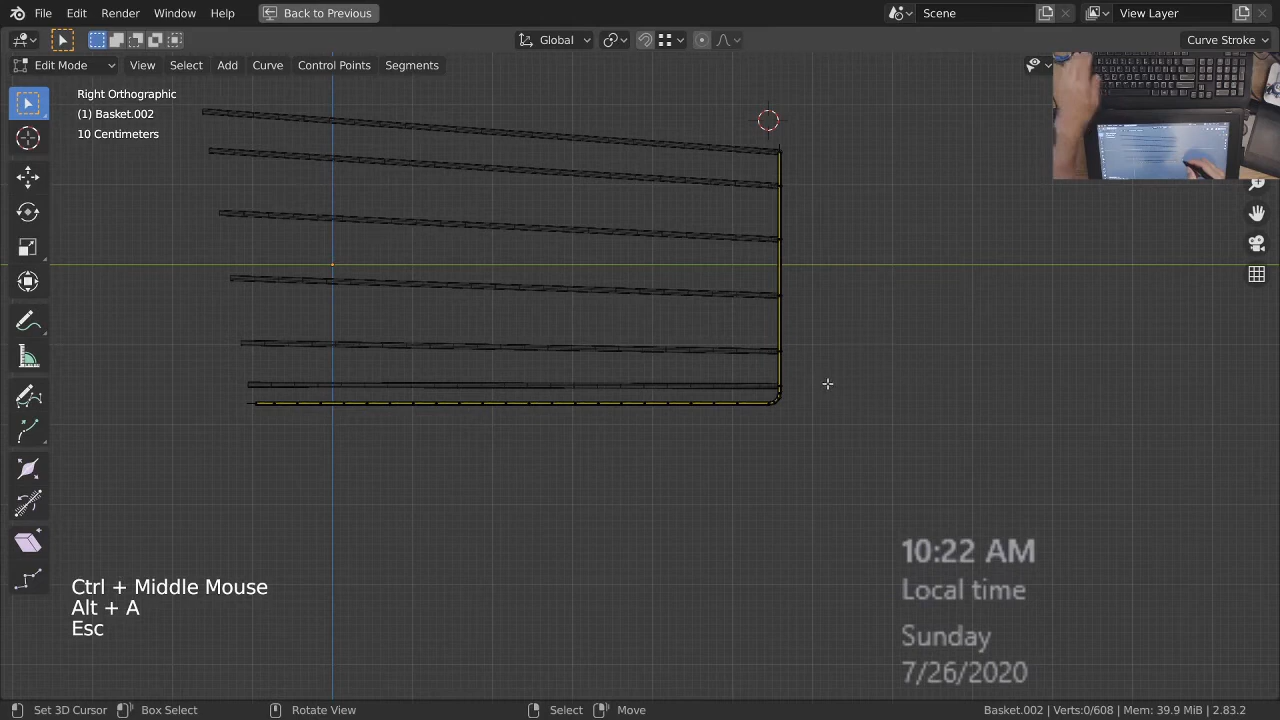 File Edit Render Window Help Back to Previous Scene View Layer
Global Curve Stroke
Edit Mode View Select Add Curve Control Points Segments
Right Orthographic
(1) Basket.002
10 Centimeters
Ctrl + Middle Mouse
Alt + A
Esc
10:22 AM
Local time
Sunday
7/26/2020
Set 3D Cursor Box Select Rotate View Select Move Basket.002 | Verts:0/608 | Mem: 39.9 MiB | 2.83.2